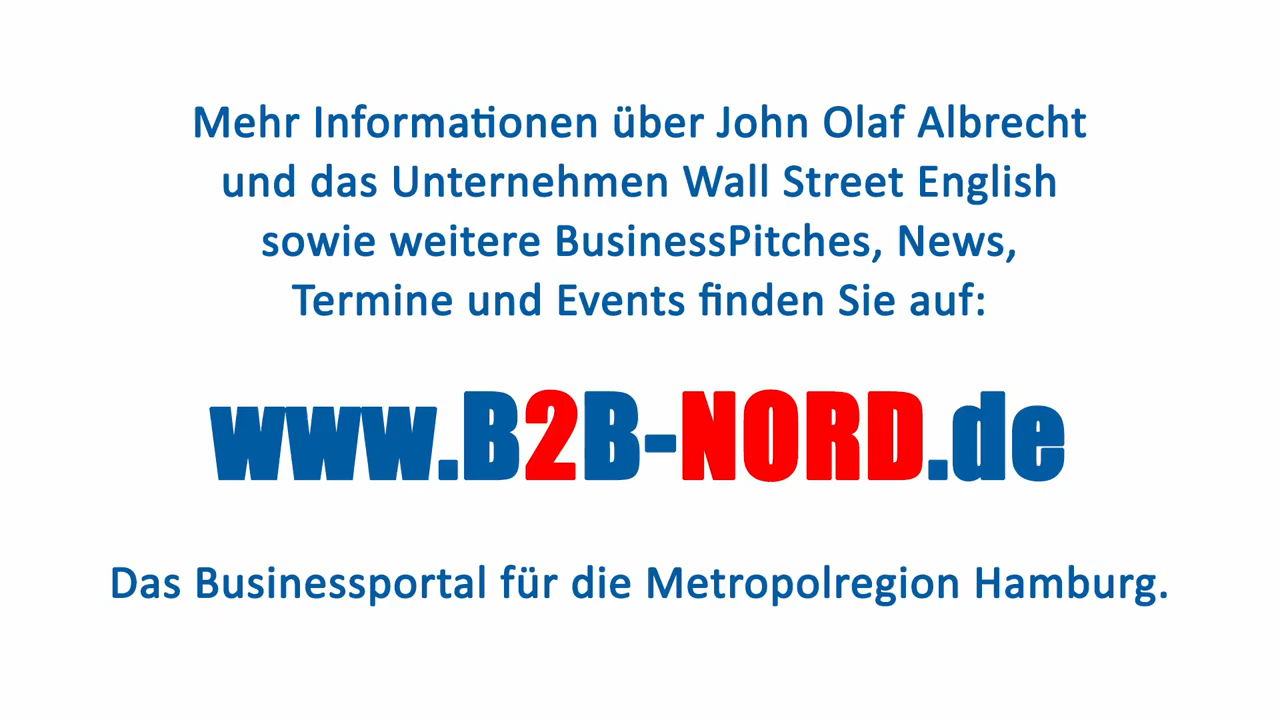 Mehr Informationen über John Olaf Albrecht
und das Unternehmen Wall Street English
sowie weitere BusinessPitches, News,
Termine und Events finden Sie auf:
www.B2B-NORD.de
Das Businessportal für die Metropolregion Hamburg.